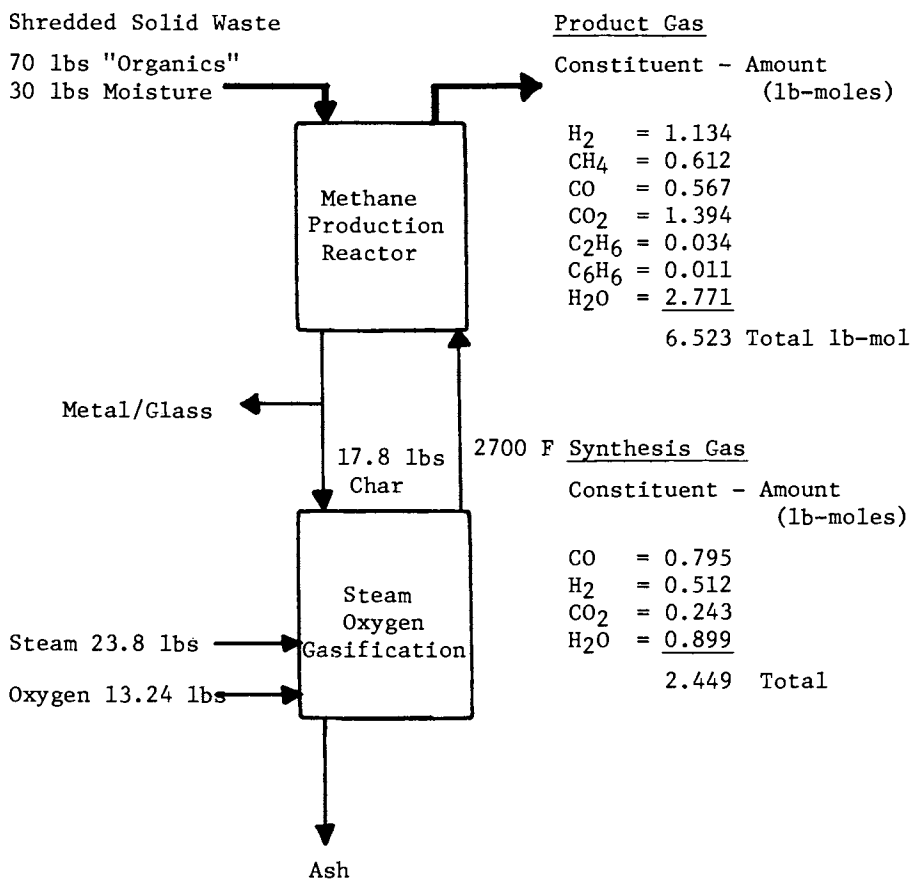 Shredded Solid Waste
70 lbs "Organics"
30 lbs Moisture
Product Gas
Constituent - Amount
(lb-moles)
H2 = 1.134
CH4 = 0.612
CO = 0.567
CO2 = 1.394
C2H6 = 0.034
C6H6 = 0.011
H2O = 2.771
6.523 Total lb-mol
Methane
Production
Reactor
Metal/Glass
17.8 lbs
Char
2700 F Synthesis Gas
Constituent - Amount
(lb-moles)
CO = 0.795
H2 = 0.512
CO2 = 0.243
H2O = 0.899
2.449 Total
Steam
Oxygen
Gasification
Steam 23.8 lbs
Oxygen 13.24 lbs
Ash